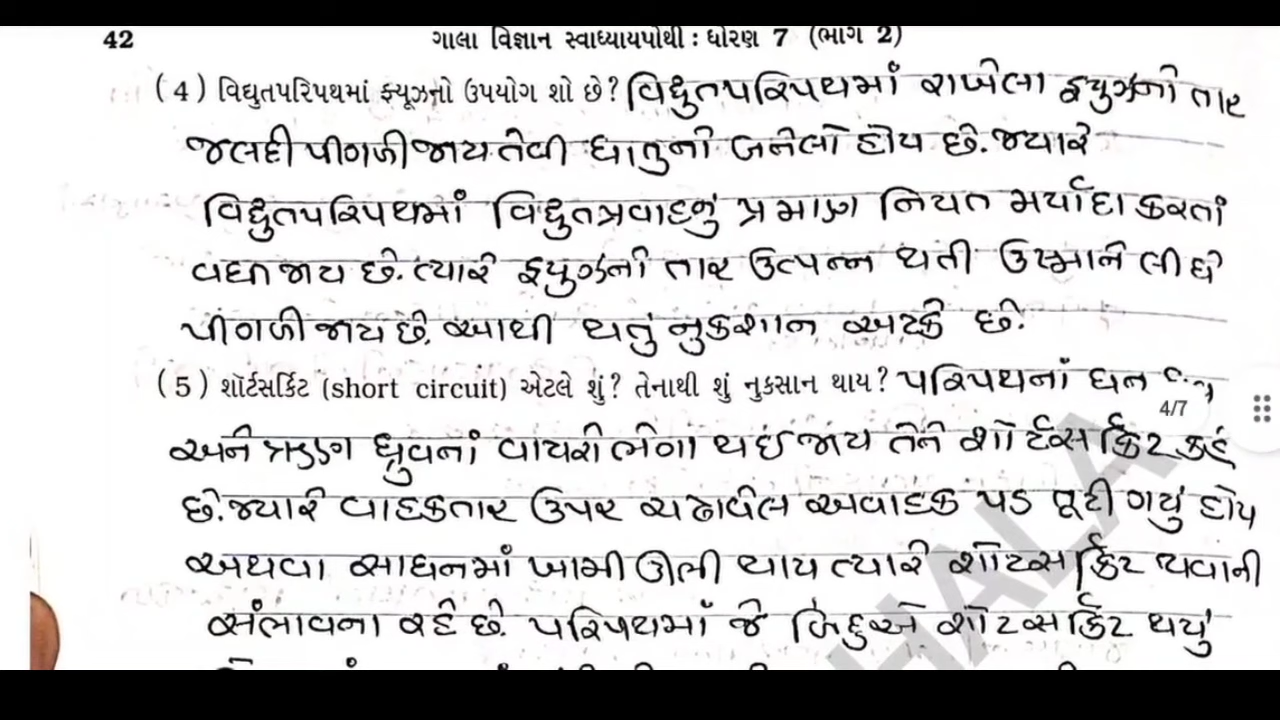 42 ગાલા વિજ્ઞાન સ્વાધ્યાયપોથી : ધોરણ 7 (ભાગ 2)
(4) વિદ્યુતપરિપથમાં ફ્યૂઝનો ઉપયોગ શો છે? વિદ્યુતપરિપથમાં રાખેલા ફયુઝનો તાર
જલદી પીગળી જાય તેવી ધાતુનો બનેલો હોય છે. જ્યારે
વિદ્યુતપરિપથમાં વિદ્યુતપ્રવાહનું પ્રમાણ નિયત મર્યાદા કરતાં
વધી જાય છે. ત્યારે ફયુઝનો તાર ઉત્પન્ન થતી ઉષ્માને લીધે
પીગળી જાય છે. આથી થતું નુકશાન અટકે છે.
(5) શૉર્ટસર્કિટ (short circuit) એટલે શું? તેનાથી શું નુકસાન થાય? પરિપથનાં ધન
4/7
અને ઋણ ધ્રુવનાં વાયરો ભેગા થઈ જાય તેને શોર્ટસર્કિટ કહે
છે. જ્યારે વાહકતાર ઉપર ચઢાવેલ અવાહક પડ તૂટી ગયું હોય
અથવા સાધનમાં ખામી ઊભી થાય ત્યારે શોટસર્કિટ થવાની
સંભાવના રહે છે. પરિપથમાં જે બિંદુએ શોટસર્કિટ થયું